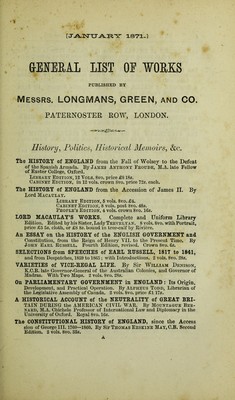 [JANUARY 1871.]
GENERAL LIST OF WORKS
PUBLISHED BY
MESSRS. LONGMANS, GREEN, AND CO.
PATERNOSTER ROW, LONDON.
History, Politics, Historical Memoirs, &c.
The HISTORY of ENGLAND from the Fall of Wolsey to the Defeat
of the Spanish Armada. By JAMES ANTHONY FROUDE, M.A. late Fellow
of Exeter College, Oxford.
LIBRARY EDITION, 12 VOLS. 8vo. price £8 18s.
CABINET EDITION, in 12 vols. crown 8vo. price 72s. each.
The HISTORY of ENGLAND from the Accession of James II. By
LORD MACAULAY.
LIBRARY EDITION, 5 vols. 8vo. £4.
CABINET EDITION, 8 vols. post 8vo. 48s.
PEOPLE'S EDITION, 4 vols. crown 8vo. 16s.
LORD MACAULAY'S WORKS. Complete and Uniform Library
Edition. Edited by his Sister, Lady TREVELYAN. 8 vols. 8vo. with Portrait,
price £5 5s. cloth, or £8 8s. bound in tree-calf by Rivière.
An ESSAY on the HISTORY of the ENGLISH GOVERNMENT and
Constitution, from the Reign of Henry VII. to the Present Time. By
JOHN EARL RUSSELL. Fourth Edition, revised. Crown 8vo. 6s.
SELECTIONS from SPEECHES of EARL RUSSELL, 1817 to 1841,
and from Despatches, 1859 to 1865; with Introductions. 2 vols. 8vo. 28s.
VARIETIES of VICE-REGAL LIFE. By Sir WILLIAM DENISON,
K.C.B. late Governor-General of the Australian Colonies, and Governor of
Madras. With Two Maps. 2 vols. 8vo. 28s.
On PARLIAMENTARY GOVERNMENT in ENGLAND: Its Origin,
Development, and Practical Operation. By ALPHEUS TODD, Librarian of
the Legislative Assembly of Canada. 2 vols. 8vo. price £1 17s.
A HISTORICAL ACCOUNT of the NEUTRALITY of GREAT BRI-
TAIN DURING the AMERICAN CIVIL WAR. By MOUNTAGUE BER-
NARD, M.A. Chichele Professor of International Law and Diplomacy in the
University of Oxford. Royal 8vo. 16s.
The CONSTITUTIONAL HISTORY of ENGLAND, since the Acces-
sion of George III. 1760—1860. By Sir THOMAS ERSKINE MAY, C.B. Second
Edition. 2 vols. 8vo. 33s.
A